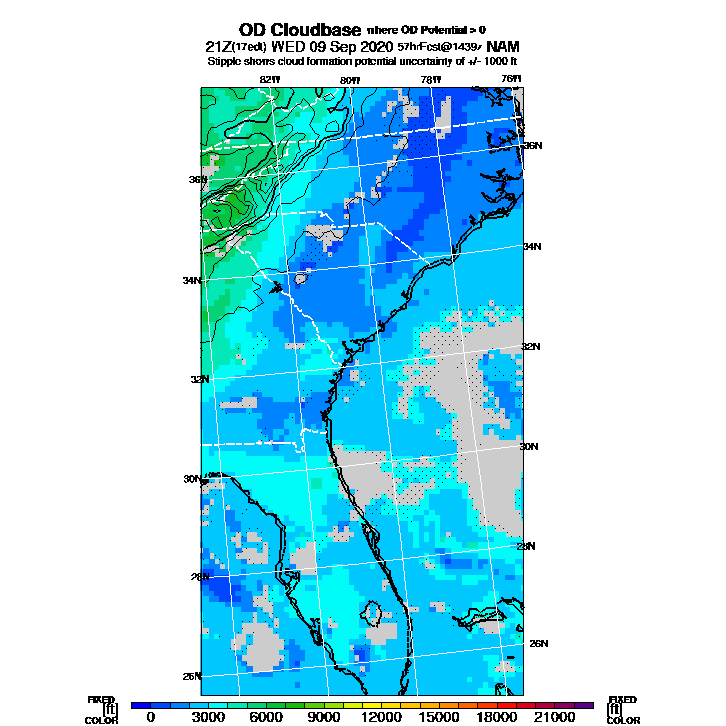 OD Cloudbase where OD Potential > 0
21Z(17edt) WED 09 Sep 2020 57hrFcst@1439z NAM
Stipple shows cloud formation potential uncertainty of +/- 1000 ft
82W 80W 78W 76W
36N
36N
34N
34N
32N
32N
30N
30N
28N
28N
26N
26N
FIXED FIXED
[ft] [ft]
COLOR COLOR
0 3000 6000 9000 12000 15000 18000 21000